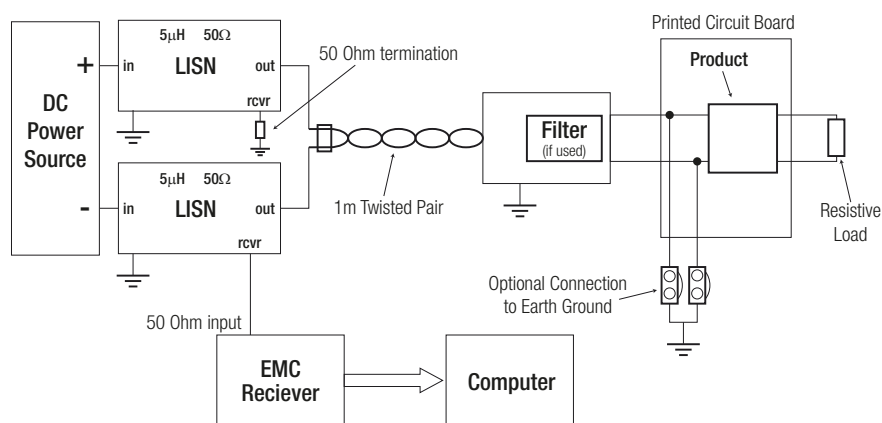 Printed Circuit Board
5µH 50Ω
LISN
in
out
rcvr
+
50 Ohm termination
Product
DC
Power
Source
Filter
(if used)
5µH 50Ω
LISN
-
in
out
rcvr
1m Twisted Pair
Resistive
Load
Optional Connection
to Earth Ground
50 Ohm input
EMC
Reciever
Computer